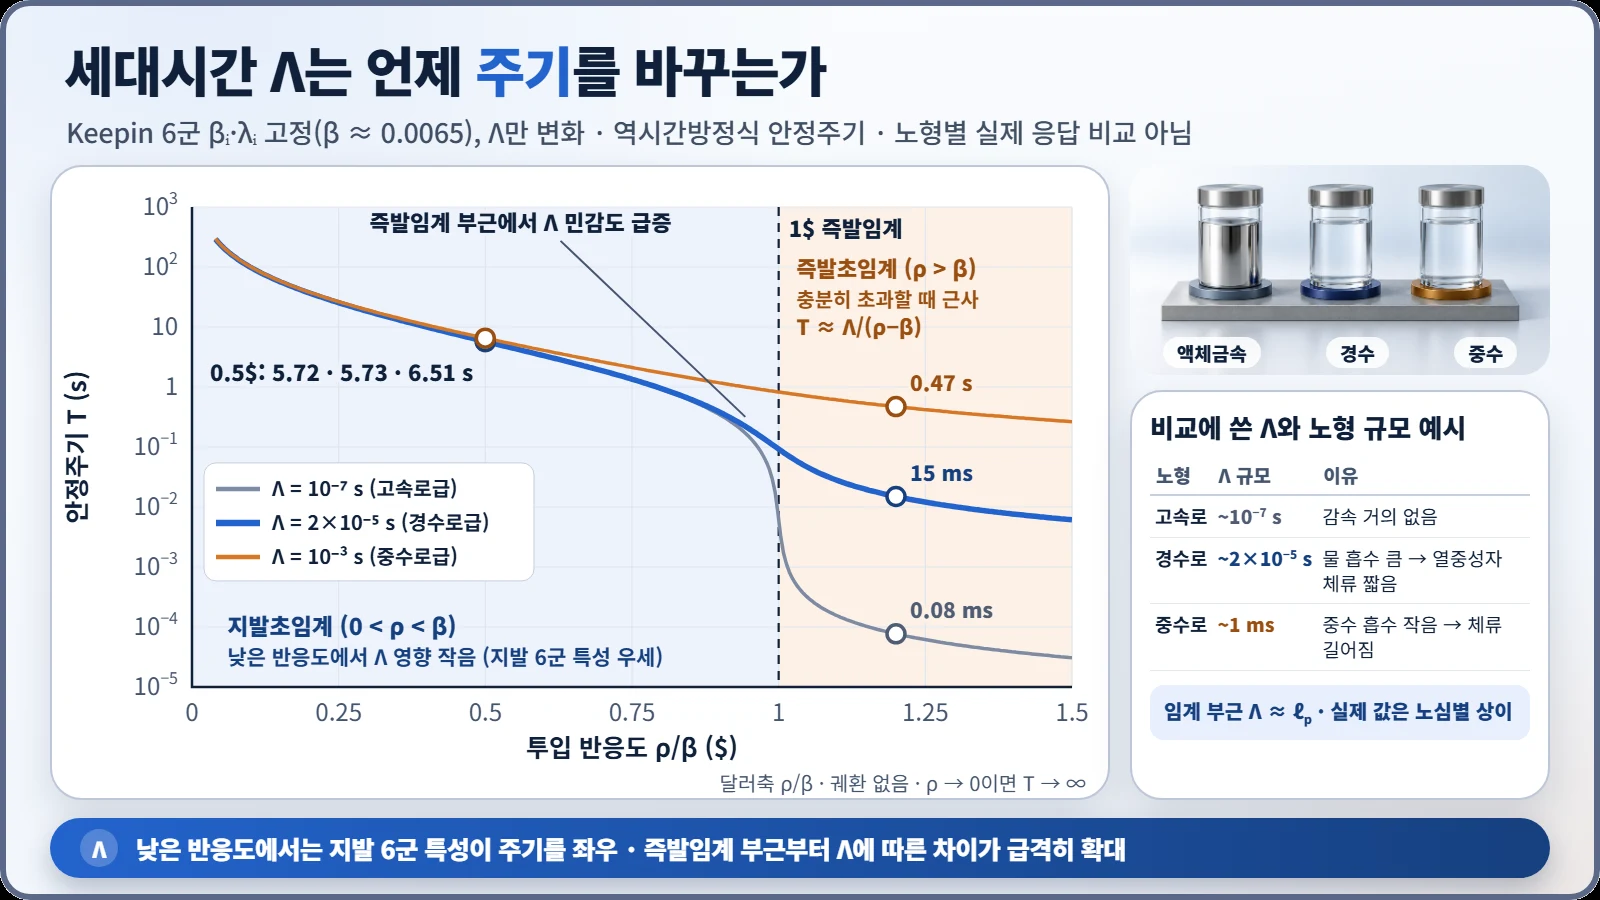 세대시간 Λ는 언제 주기를 바꾸는가
Keepin 6군 βᵢ·λᵢ 고정(β ≈ 0.0065), Λ만 변화 · 역시간방정식 안정주기 · 노형별 실제 응답 비교 아님
안정주기 T (s)
10³
10²
10
1
10⁻¹
10⁻²
10⁻³
10⁻⁴
10⁻⁵
즉발임계 부근에서 Λ 민감도 급증
1$ 즉발임계
즉발초임계 (ρ > β)
충분히 초과할 때 근사
T ≈ Λ/(ρ−β)
0.5$: 5.72 · 5.73 · 6.51 s
0.47 s
15 ms
0.08 ms
Λ = 10⁻⁷ s (고속로급)
Λ = 2×10⁻⁵ s (경수로급)
Λ = 10⁻³ s (중수로급)
지발초임계 (0 < ρ < β)
낮은 반응도에서 Λ 영향 작음 (지발 6군 특성 우세)
0 0.25 0.5 0.75 1 1.25 1.5
투입 반응도 ρ/β ($)
달러축 ρ/β · 궤환 없음 · ρ → 0이면 T → ∞
액체금속 경수 중수
비교에 쓴 Λ와 노형 규모 예시
노형 Λ 규모 이유
고속로 ~10⁻⁷ s 감속 거의 없음
경수로 ~2×10⁻⁵ s 물 흡수 큼 → 열중성자
체류 짧음
중수로 ~1 ms 중수 흡수 작음 → 체류
길어짐
임계 부근 Λ ≈ ℓₚ · 실제 값은 노심별 상이
Λ 낮은 반응도에서는 지발 6군 특성이 주기를 좌우 · 즉발임계 부근부터 Λ에 따른 차이가 급격히 확대